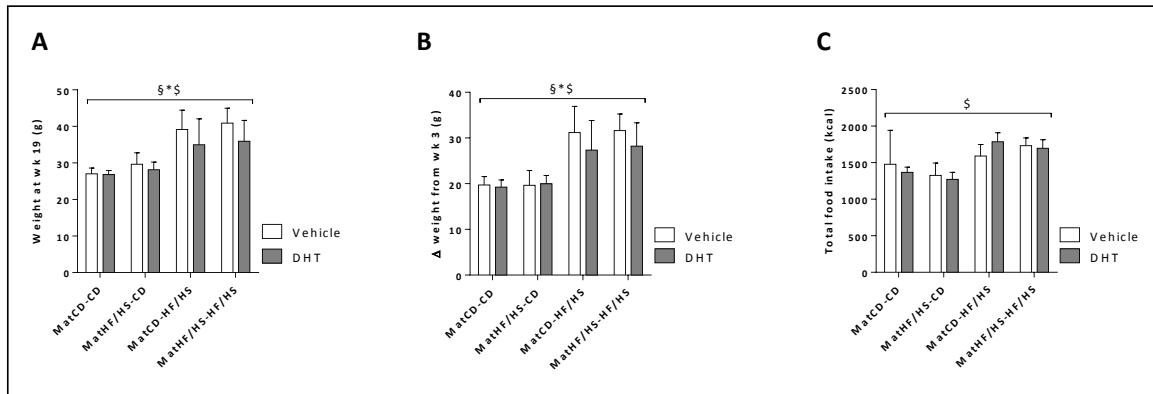 A
Weight at wk 19 (g)
50
40
30
20
10
0
§*$
MatCD-CD
MatHF/HS-CD
MatCD-HF/HS
MatHF/HS-HF/HS
Vehicle
DHT
B
Δ weight from wk 3 (g)
40
30
20
10
0
§*$
MatCD-CD
MatHF/HS-CD
MatCD-HF/HS
MatHF/HS-HF/HS
Vehicle
DHT
C
Total food intake (kcal)
2500
2000
1500
1000
500
0
$
MatCD-CD
MatHF/HS-CD
MatCD-HF/HS
MatHF/HS-HF/HS
Vehicle
DHT